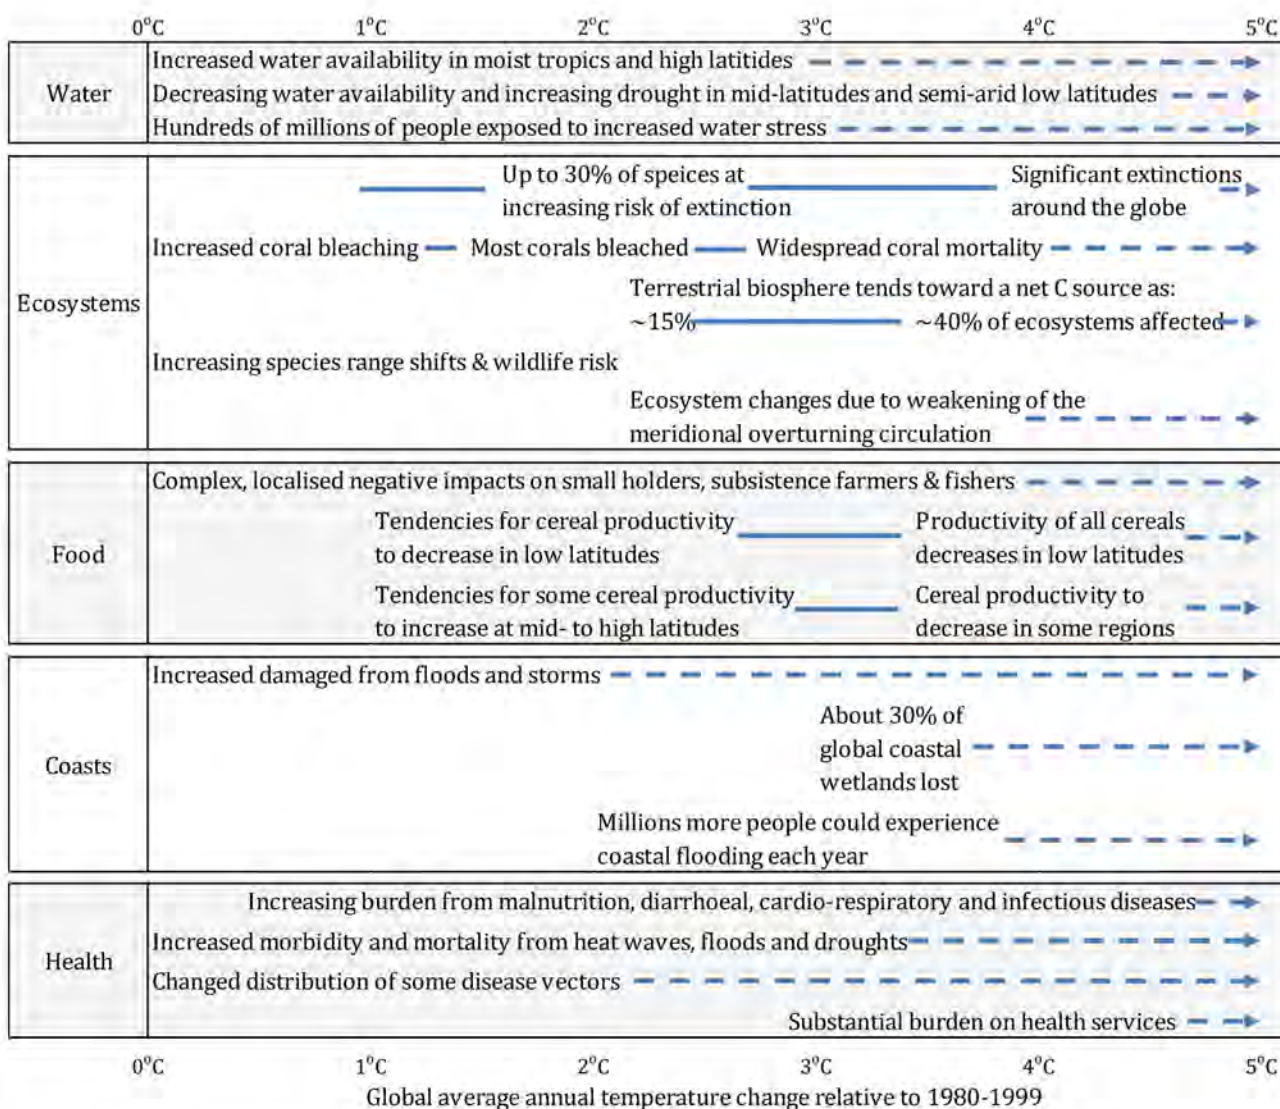 0°C 1°C 2°C 3°C 4°C 5°C
Water
Increased water availability in moist tropics and high latitides
Decreasing water availability and increasing drought in mid-latitudes and semi-arid low latitudes
Hundreds of millions of people exposed to increased water stress
Ecosystems
Up to 30% of speices at
increasing risk of extinction
Significant extinctions
around the globe
Increased coral bleaching
Most corals bleached
Widespread coral mortality
Terrestrial biosphere tends toward a net C source as:
~15%
~40% of ecosystems affected
Increasing species range shifts & wildlife risk
Ecosystem changes due to weakening of the
meridional overturning circulation
Food
Complex, localised negative impacts on small holders, subsistence farmers & fishers
Tendencies for cereal productivity
to decrease in low latitudes
Productivity of all cereals
decreases in low latitudes
Tendencies for some cereal productivity
to increase at mid- to high latitudes
Cereal productivity to
decrease in some regions
Coasts
Increased damaged from floods and storms
About 30% of
global coastal
wetlands lost
Millions more people could experience
coastal flooding each year
Health
Increasing burden from malnutrition, diarrhoeal, cardio-respiratory and infectious diseases
Increased morbidity and mortality from heat waves, floods and droughts
Changed distribution of some disease vectors
Substantial burden on health services
0°C 1°C 2°C 3°C 4°C 5°C
Global average annual temperature change relative to 1980-1999